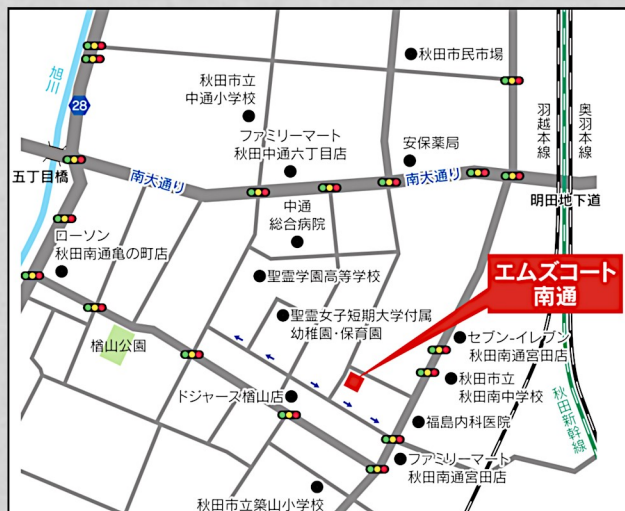 秋田市民市場
秋田市立
中通小学校
旭川
28
羽越本線
奥羽本線
ファミリーマート
秋田中通六丁目店
安保薬局
五丁目橋
南大通り
南大通り
明田地下道
中通
総合病院
ローソン
秋田南通亀の町店
聖霊学園高等学校
エムズコート
南通
聖霊女子短期大学付属
幼稚園・保育園
楢山公園
セブン-イレブン
秋田南通宮田店
秋田市立
秋田南中学校
ドジャース楢山店
福島内科医院
秋田新幹線
ファミリーマート
秋田南通宮田店
秋田市立築山小学校